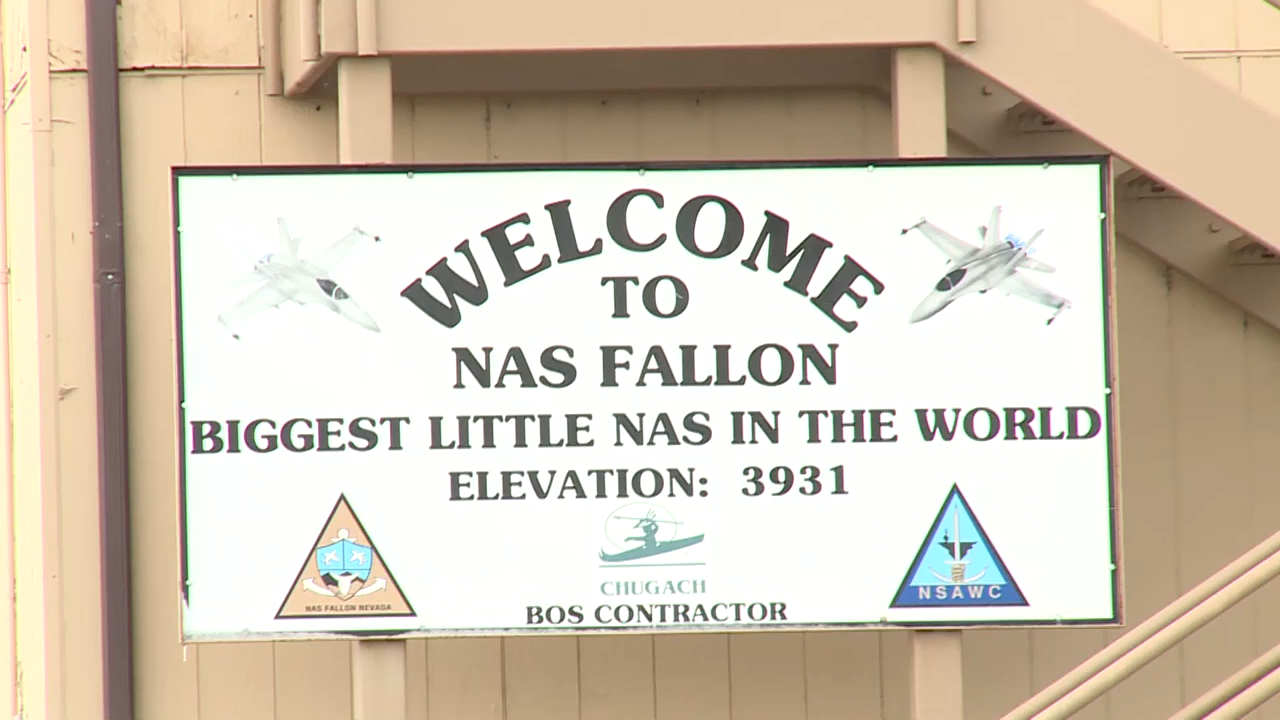 WELCOME
TO
NAS FALLON
BIGGEST LITTLE NAS IN THE WORLD
ELEVATION: 3931
NAS FALLON NEVADA
CHUGACH
NSAWC
BOS CONTRACTOR